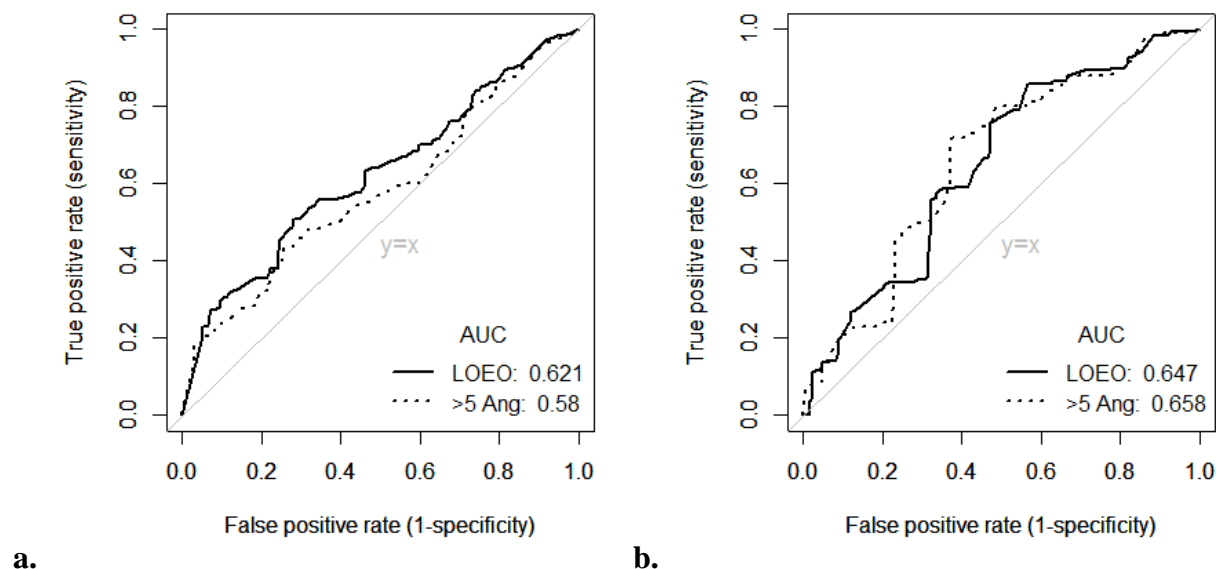 True positive rate (sensitivity)
1.0
0.8
0.6
0.4
0.2
0.0
y=x
AUC
LOEO: 0.621
>5 Ang: 0.58
0.0 0.2 0.4 0.6 0.8 1.0
False positive rate (1-specificity)
a.
True positive rate (sensitivity)
1.0
0.8
0.6
0.4
0.2
0.0
y=x
AUC
LOEO: 0.647
>5 Ang: 0.658
0.0 0.2 0.4 0.6 0.8 1.0
False positive rate (1-specificity)
b.